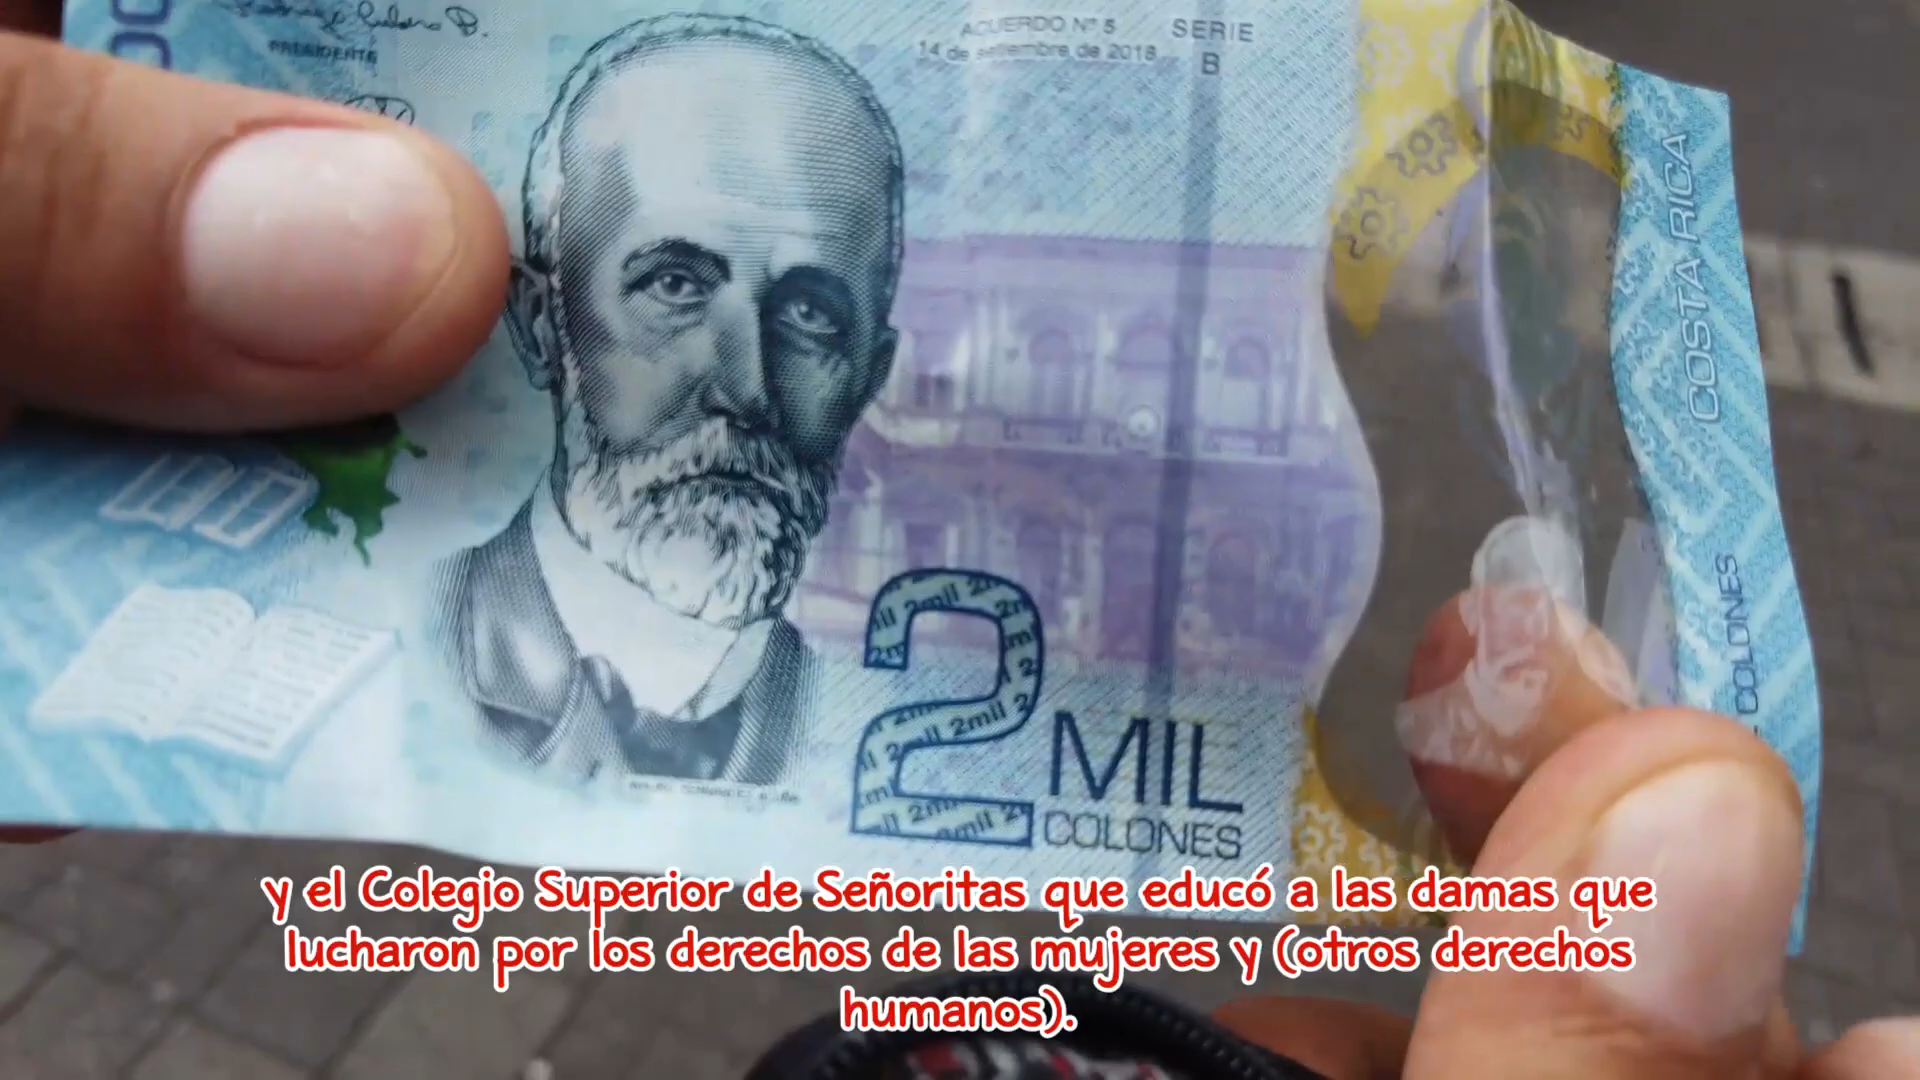 PRESIDENTE
ACUERDO Nº 5
14 de setiembre de 2018
SERIE
B
COSTA RICA
COLONES
2
MIL
COLONES
y el Colegio Superior de Señoritas que educó a las damas que
lucharon por los derechos de las mujeres y (otros derechos
humanos).